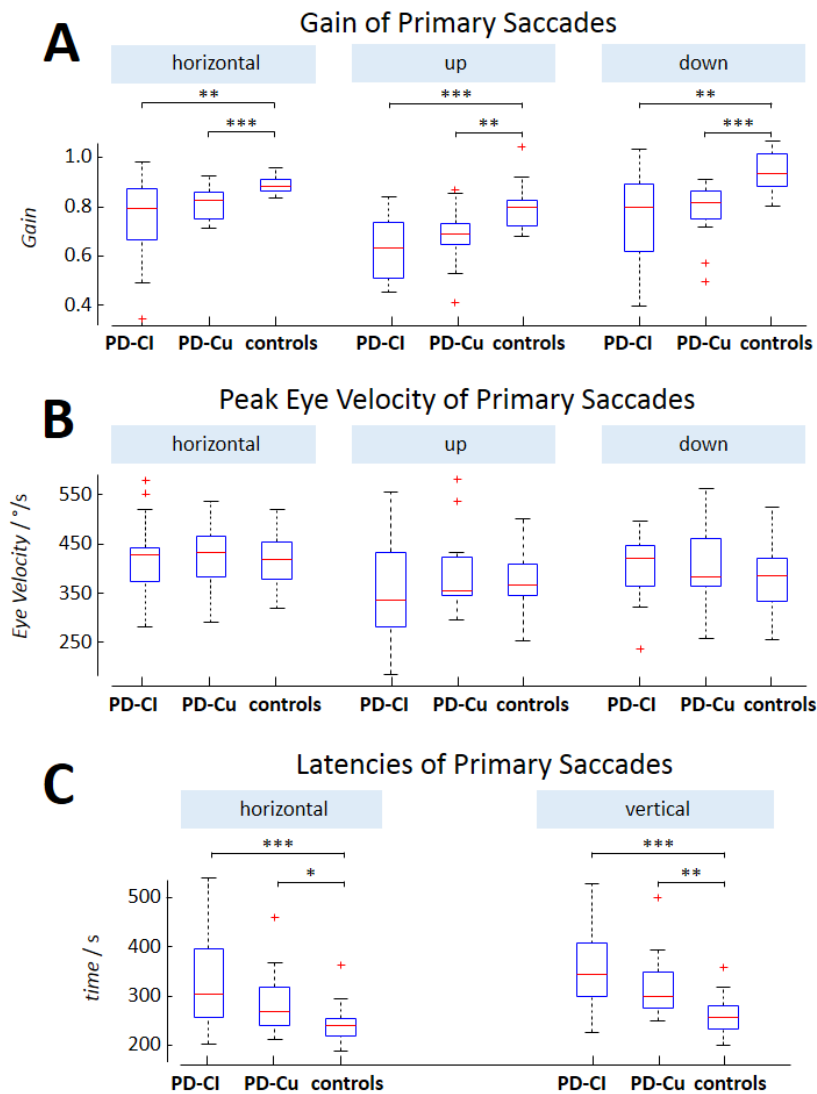 A
Gain of Primary Saccades
horizontal up down
** *** **
*** ** ***
Gain
1.0
0.8
0.6
0.4
PD-CI PD-Cu controls PD-CI PD-Cu controls PD-CI PD-Cu controls
B
Peak Eye Velocity of Primary Saccades
horizontal up down
Eye Velocity / °/s
550
450
350
250
PD-CI PD-Cu controls PD-CI PD-Cu controls PD-CI PD-Cu controls
C
Latencies of Primary Saccades
horizontal vertical
*** ***
* **
time / s
500
400
300
200
PD-CI PD-Cu controls PD-CI PD-Cu controls